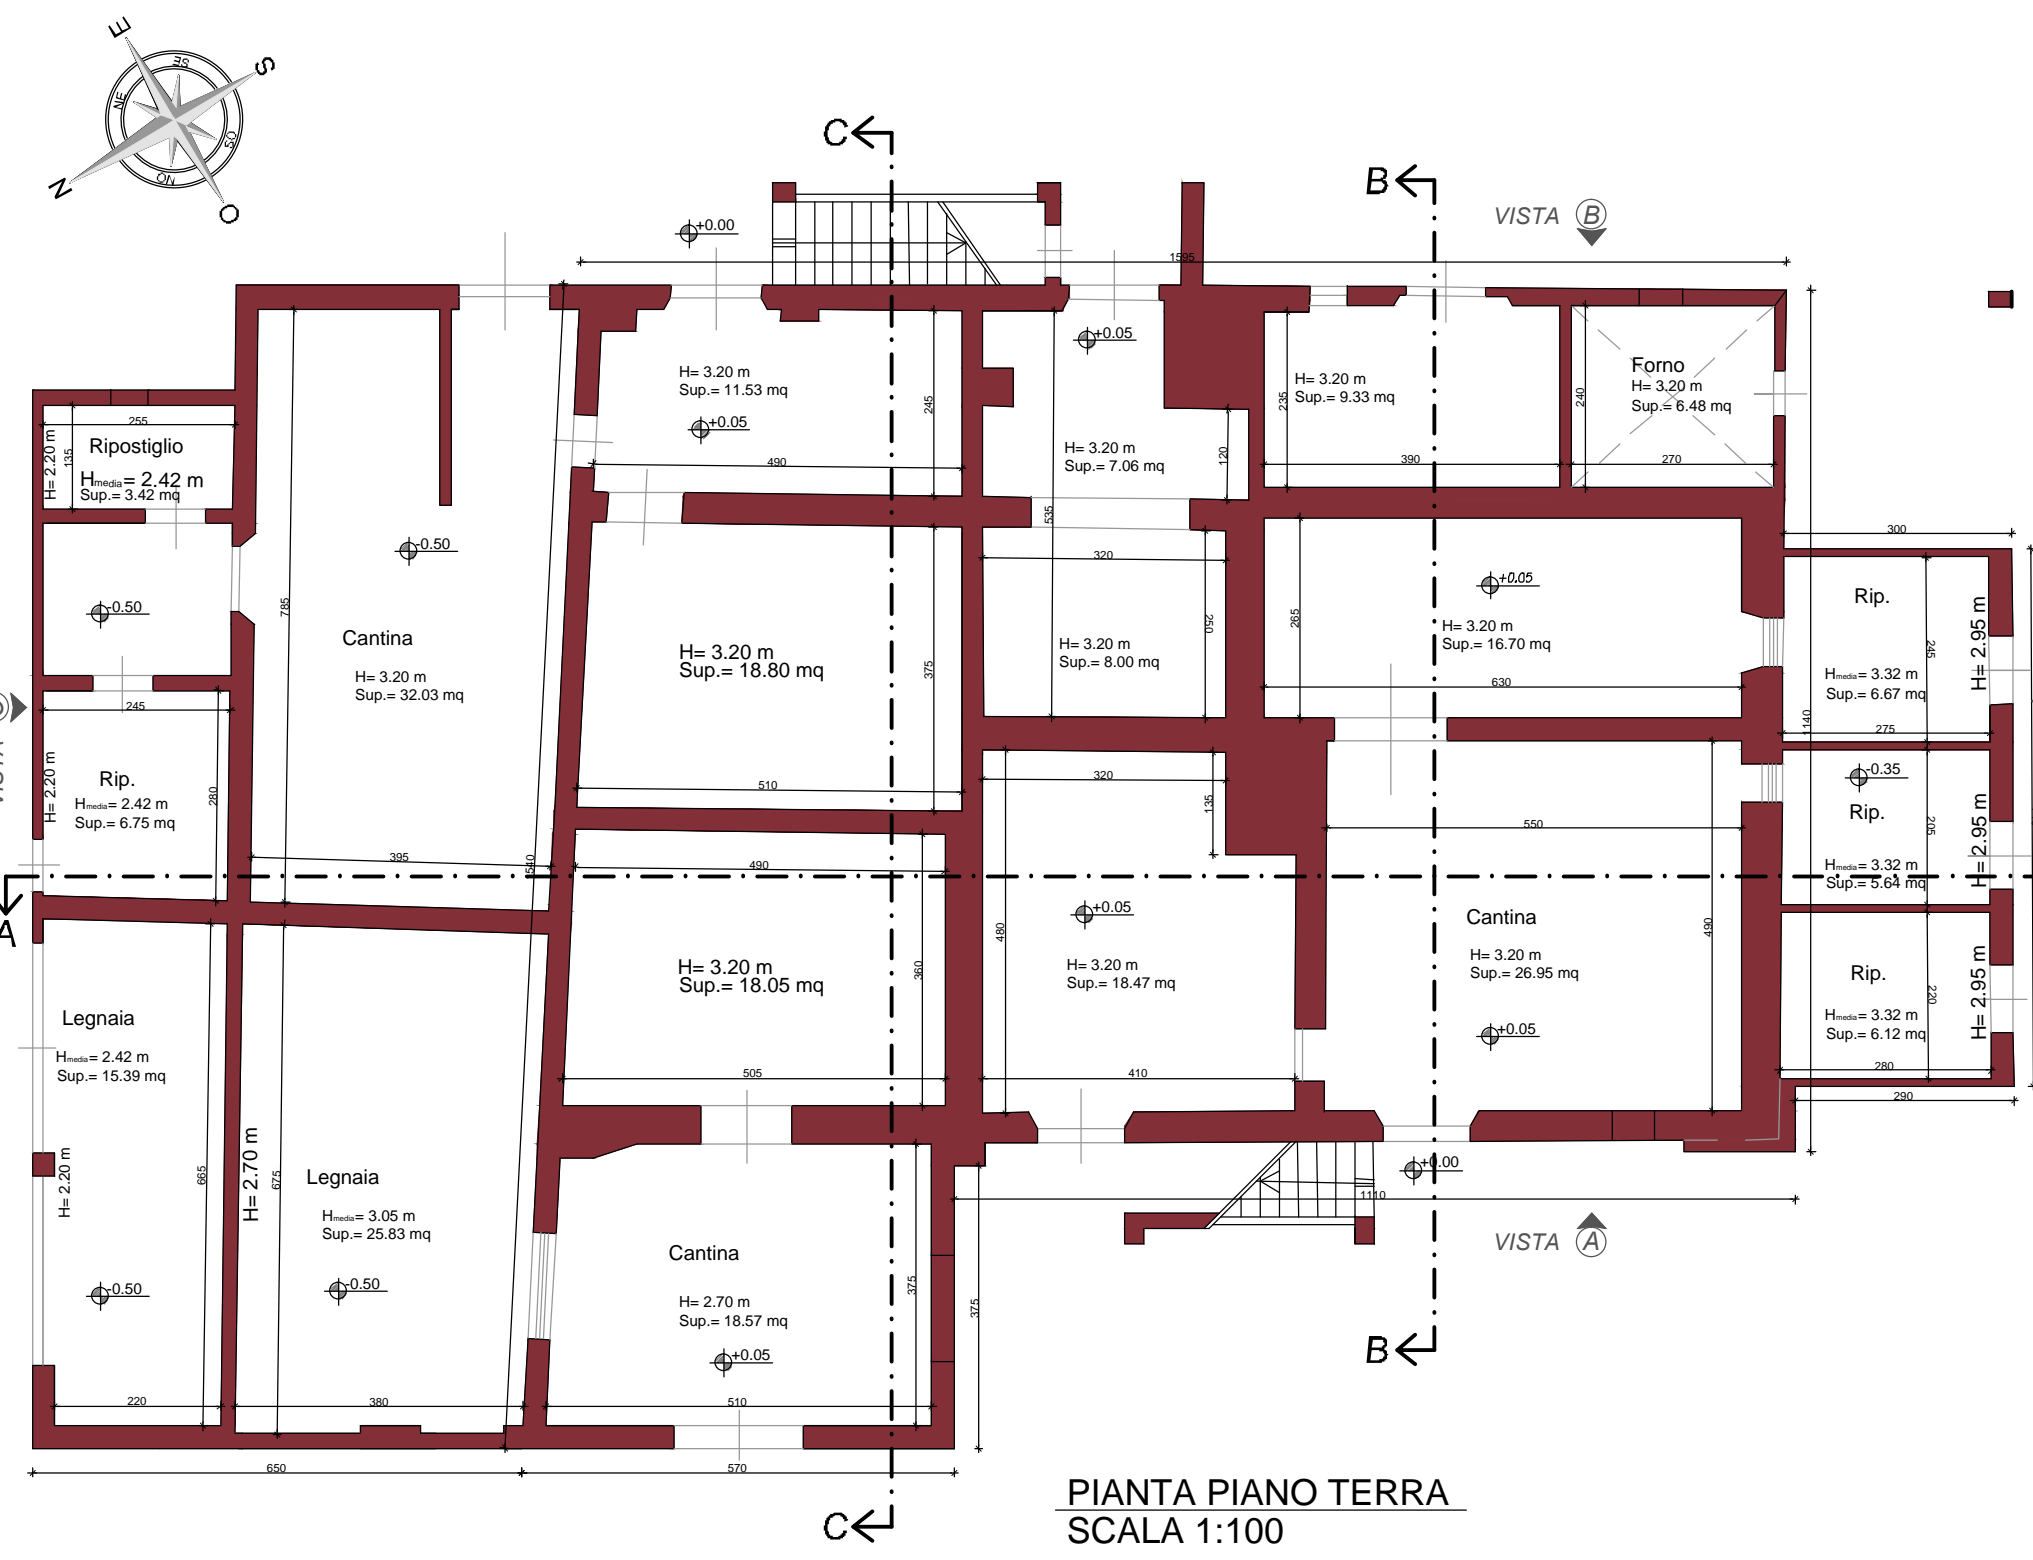 E
S
N
O
SE
NE
SO
NO
C
B
VISTA B
+0.00
1595
+0.05
H= 3.20 m
Sup.= 11.53 mq
+0.05
245
490
H= 3.20 m
Sup.= 7.06 mq
120
535
H= 3.20 m
Sup.= 9.33 mq
235
390
Forno
H= 3.20 m
Sup.= 6.48 mq
240
270
255
135
H= 2.20 m
Ripostiglio
Hmedia= 2.42 m
Sup.= 3.42 mq
-0.50
-0.50
785
Cantina
H= 3.20 m
Sup.= 32.03 mq
395
1540
H= 3.20 m
Sup.= 18.80 mq
375
510
320
250
H= 3.20 m
Sup.= 8.00 mq
265
+0.05
H= 3.20 m
Sup.= 16.70 mq
630
300
1140
Rip.
Hmedia= 3.32 m
Sup.= 6.67 mq
245
275
H= 2.95 m
VISTA
245
H= 2.20 m
Rip.
Hmedia= 2.42 m
Sup.= 6.75 mq
280
320
135
-0.35
Rip.
Hmedia= 3.32 m
Sup.= 5.64 mq
205
H= 2.95 m
550
490
A
H= 3.20 m
Sup.= 18.05 mq
360
505
480
+0.05
H= 3.20 m
Sup.= 18.47 mq
410
Cantina
H= 3.20 m
Sup.= 26.95 mq
490
+0.05
Rip.
Hmedia= 3.32 m
Sup.= 6.12 mq
220
H= 2.95 m
280
290
Legnaia
Hmedia= 2.42 m
Sup.= 15.39 mq
H= 2.20 m
665
-0.50
220
H= 2.70 m
675
Legnaia
Hmedia= 3.05 m
Sup.= 25.83 mq
-0.50
380
Cantina
H= 2.70 m
Sup.= 18.57 mq
+0.05
375
375
510
+0.00
1110
VISTA A
B
650
570
C
PIANTA PIANO TERRA
SCALA 1:100